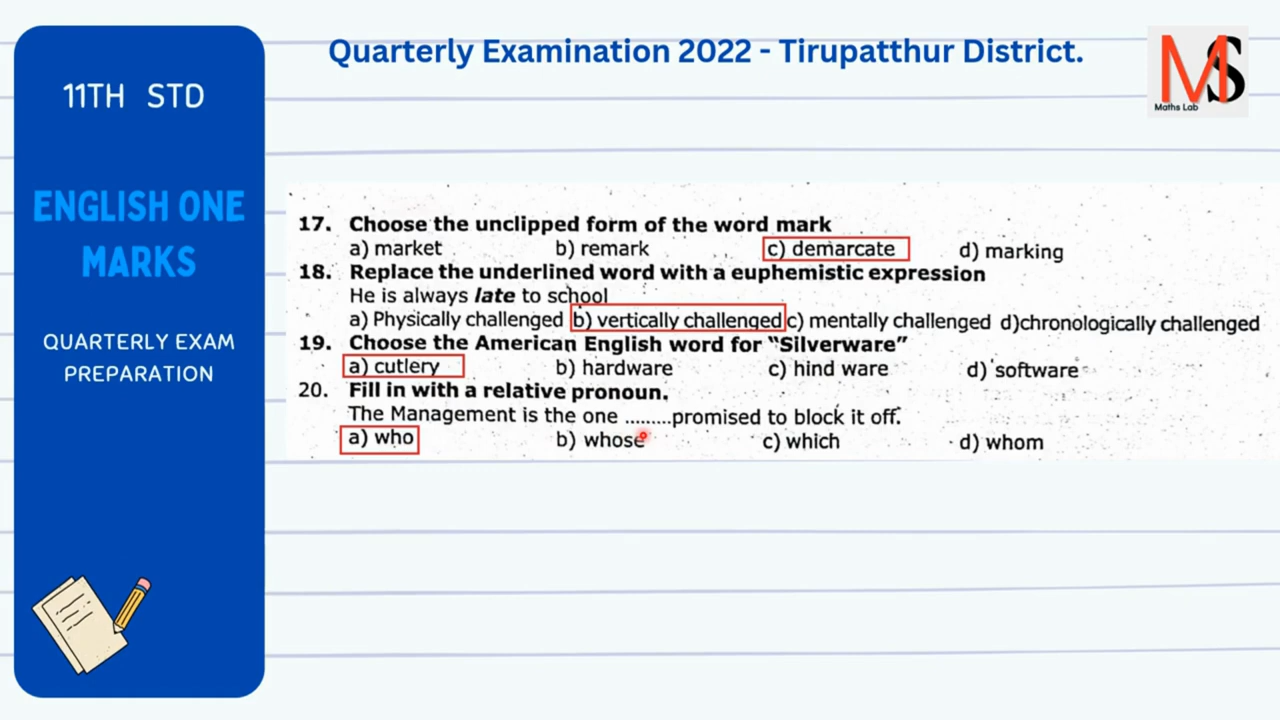 Quarterly Examination 2022 - Tirupatthur District.
MS
Maths Lab
11TH STD
ENGLISH ONE
MARKS
QUARTERLY EXAM
PREPARATION
17. Choose the unclipped form of the word mark
a) market b) remark c) demarcate d) marking
18. Replace the underlined word with a euphemistic expression
He is always late to school
a) Physically challenged b) vertically challenged c) mentally challenged d)chronologically challenged
19. Choose the American English word for "Silverware"
a) cutlery b) hardware c) hind ware d) software
20. Fill in with a relative pronoun.
The Management is the one .........promised to block it off.
a) who b) whose c) which d) whom